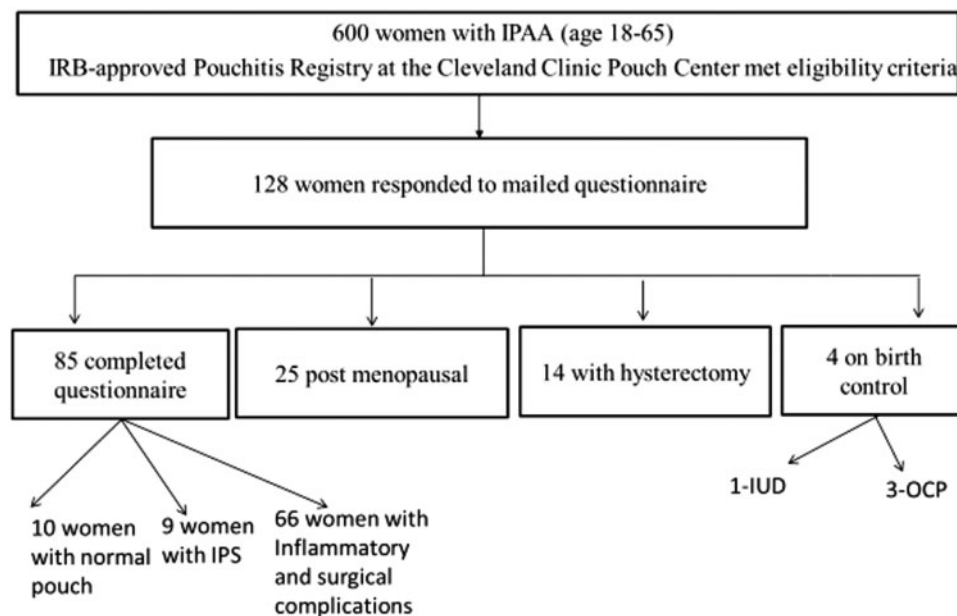 600 women with IPAA (age 18-65)
IRB-approved Pouchitis Registry at the Cleveland Clinic Pouch Center met eligibility criteria
128 women responded to mailed questionnaire
85 completed
questionnaire
25 post menopausal
14 with hysterectomy
4 on birth
control
10 women
with normal
pouch
9 women
with IPS
66 women with
Inflammatory
and surgical
complications
1-IUD
3-OCP